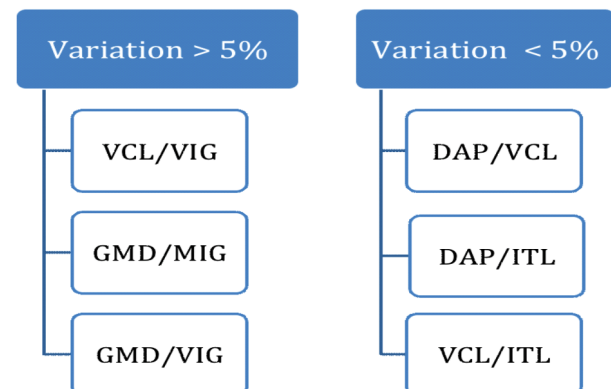 Variation > 5%
VCL/VIG
GMD/MIG
GMD/VIG
Variation < 5%
DAP/VCL
DAP/ITL
VCL/ITL